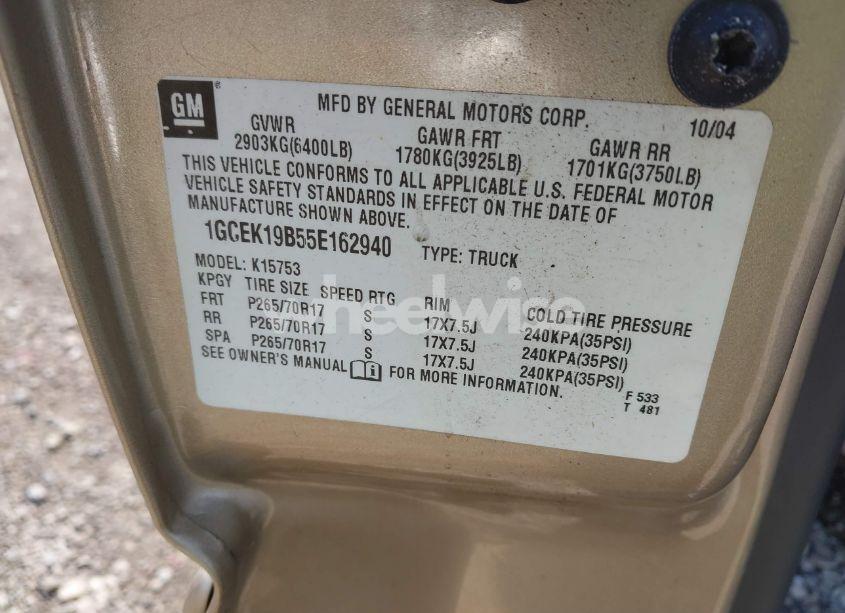 GM
MFD BY GENERAL MOTORS CORP. 10/04
GVWR GAWR FRT GAWR RR
2903KG(6400LB) 1780KG(3925LB) 1701KG(3750LB)
THIS VEHICLE CONFORMS TO ALL APPLICABLE U.S. FEDERAL MOTOR
VEHICLE SAFETY STANDARDS IN EFFECT ON THE DATE OF
MANUFACTURE SHOWN ABOVE.
1GCEK19B55E162940 TYPE: TRUCK
MODEL: K15753
KPGY TIRE SIZE SPEED RTG RIM COLD TIRE PRESSURE
FRT P265/70R17 S 17X7.5J 240KPA(35PSI)
RR P265/70R17 S 17X7.5J 240KPA(35PSI)
SPA P265/70R17 S 17X7.5J 240KPA(35PSI)
SEE OWNER'S MANUAL i FOR MORE INFORMATION.
F 533
T 481
wheelwise